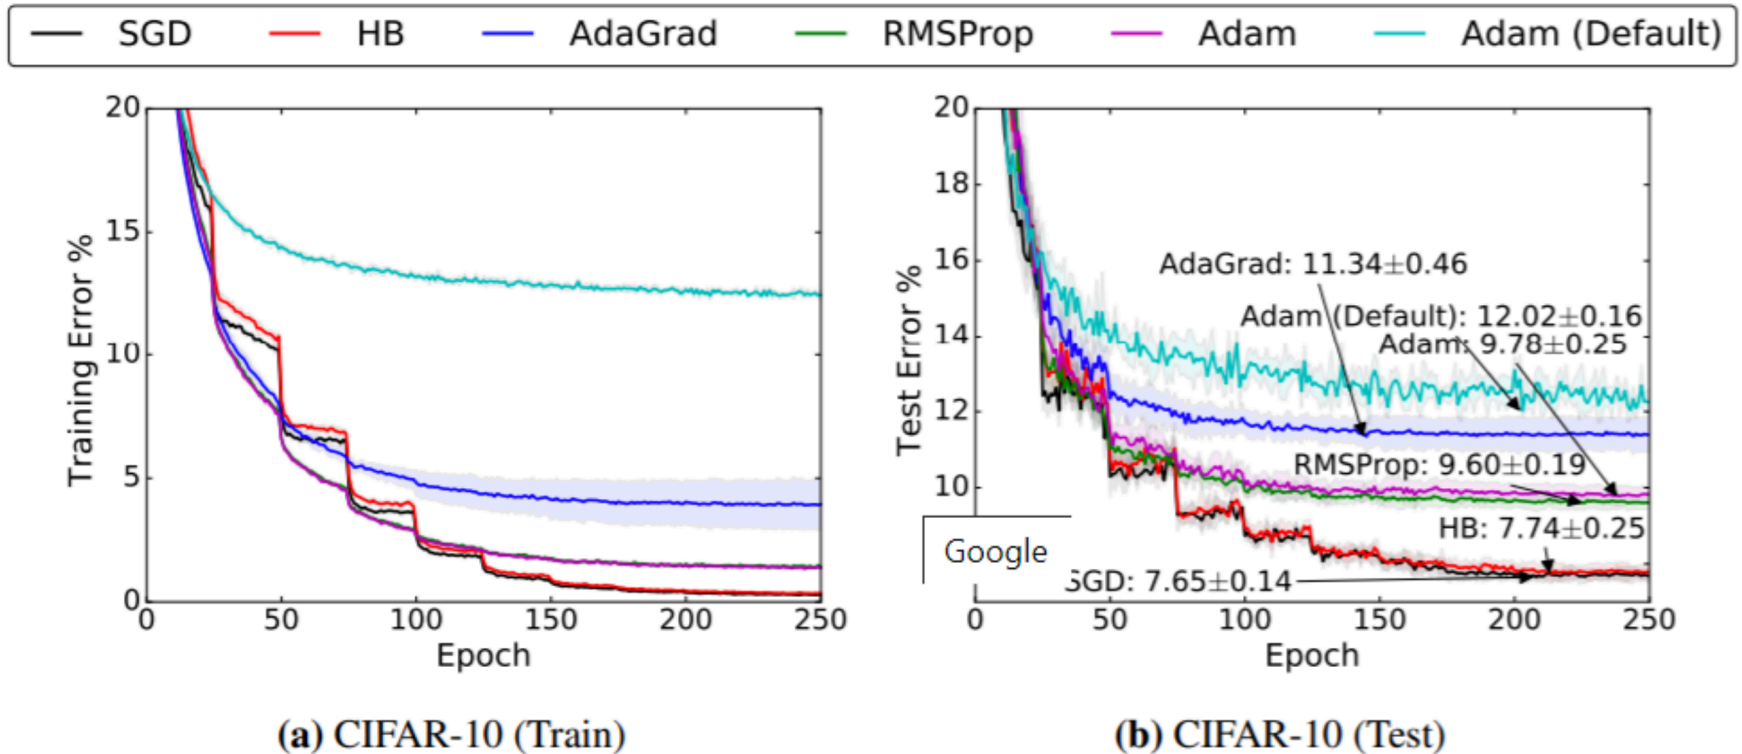 SGD HB AdaGrad RMSProp Adam Adam (Default)
20
15
10
5
0
Training Error %
0 50 100 150 200 250
Epoch
(a) CIFAR-10 (Train)
20
18
16
14
12
10
Test Error %
AdaGrad: 11.34±0.46
Adam (Default): 12.02±0.16
Adam: 9.78±0.25
RMSProp: 9.60±0.19
HB: 7.74±0.25
Google
SGD: 7.65±0.14
0 50 100 150 200 250
Epoch
(b) CIFAR-10 (Test)